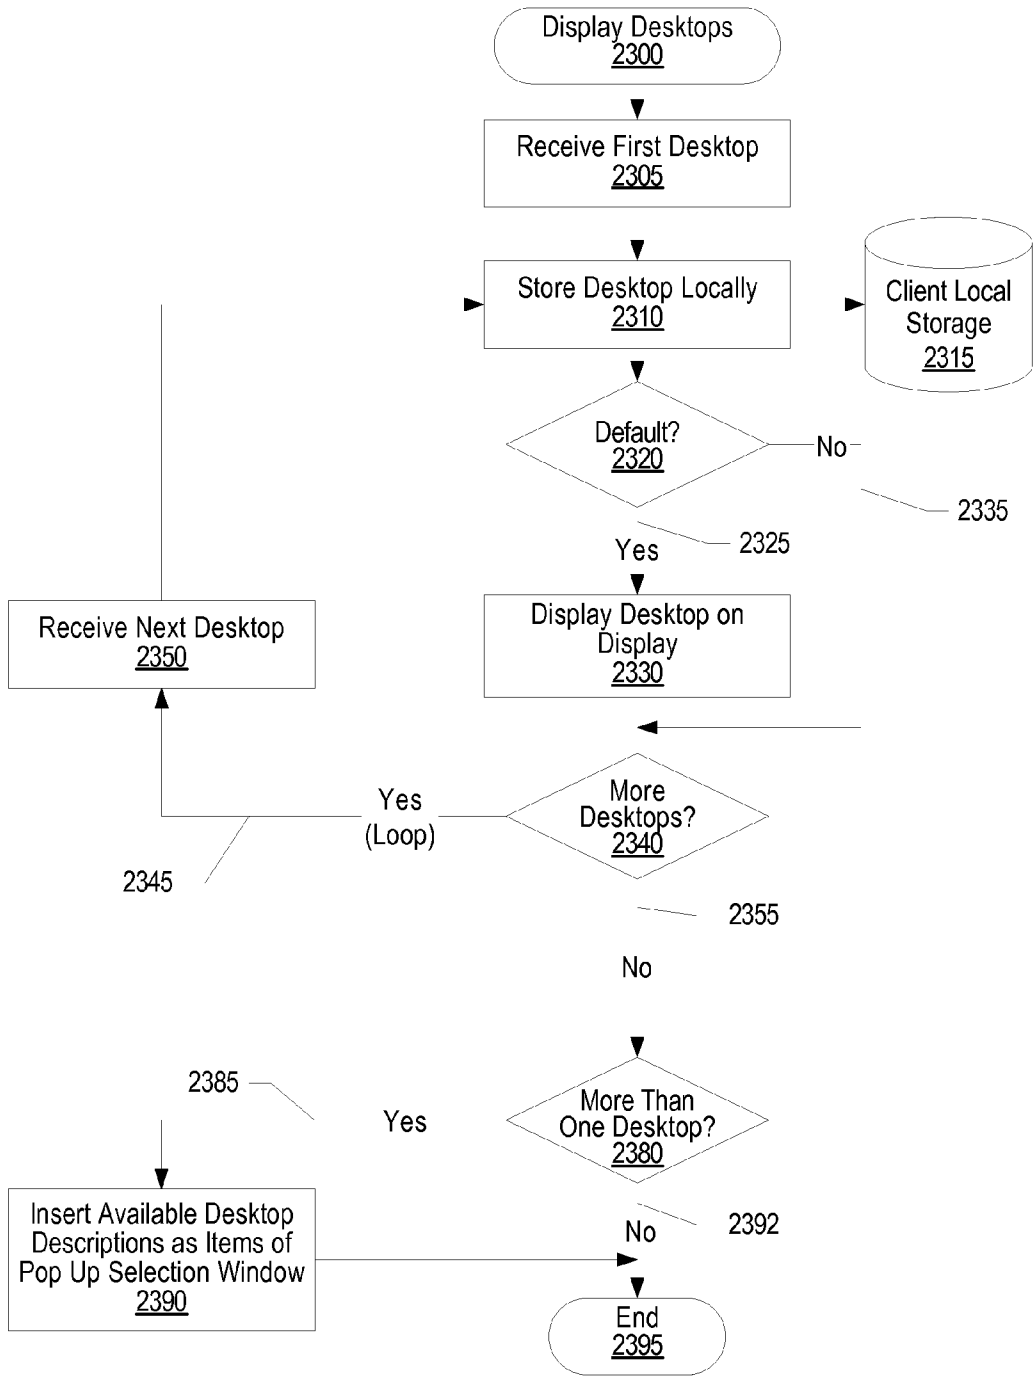 Display Desktops
2300
Receive First Desktop
2305
Store Desktop Locally
2310
Client Local
Storage
2315
Default?
2320
No
2335
2325
Yes
Display Desktop on
Display
2330
Receive Next Desktop
2350
More
Desktops?
2340
Yes
(Loop)
2345
2355
No
2385
Yes
More Than
One Desktop?
2380
2392
No
Insert Available Desktop
Descriptions as Items of
Pop Up Selection Window
2390
End
2395